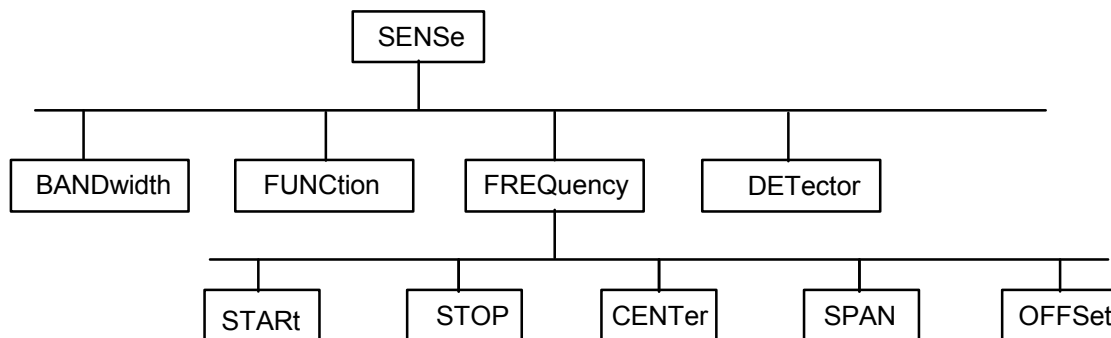 SENSe
BANDwidth
FUNCtion
FREQuency
DETector
STARt
STOP
CENTer
SPAN
OFFSet